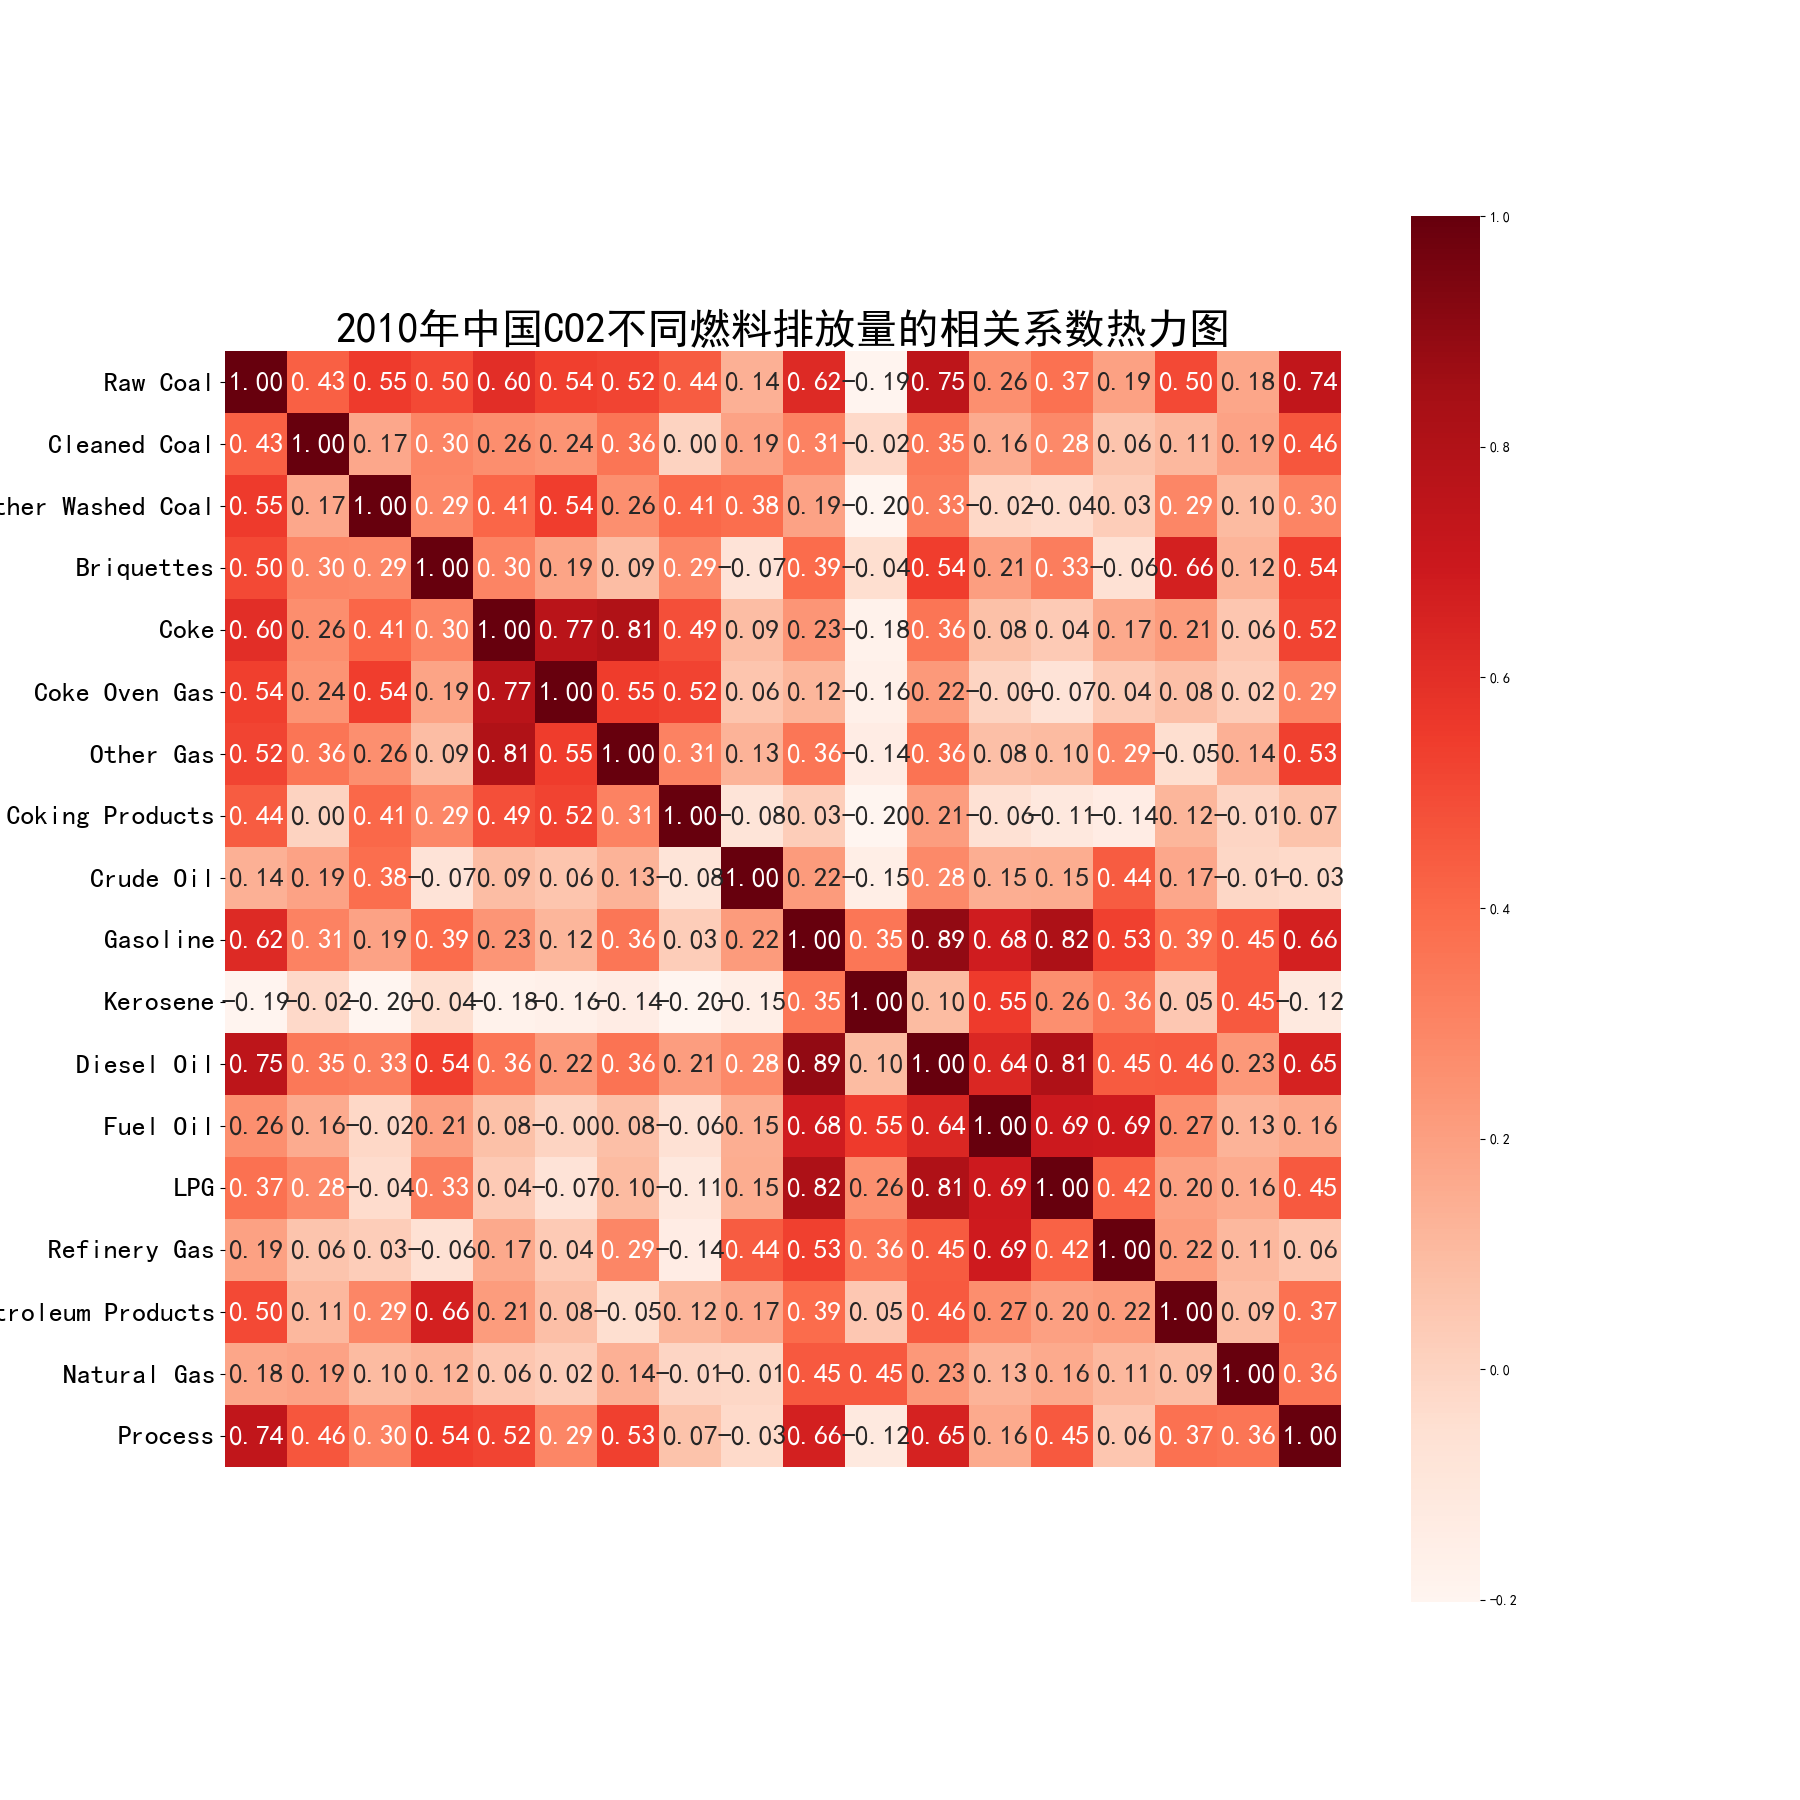 2010年中国CO2不同燃料排放量的相关系数热力图
Raw Coal 1.00 0.43 0.55 0.50 0.60 0.54 0.52 0.44 0.14 0.62 -0.19 0.75 0.26 0.37 0.19 0.50 0.18 0.74
Cleaned Coal 0.43 1.00 0.17 0.30 0.26 0.24 0.36 0.00 0.19 0.31 -0.02 0.35 0.16 0.28 0.06 0.11 0.19 0.46
ther Washed Coal 0.55 0.17 1.00 0.29 0.41 0.54 0.26 0.41 0.38 0.19 -0.20 0.33 -0.02 -0.04 0.03 0.29 0.10 0.30
Briquettes 0.50 0.30 0.29 1.00 0.30 0.19 0.09 0.29 -0.07 0.39 -0.04 0.54 0.21 0.33 -0.06 0.66 0.12 0.54
Coke 0.60 0.26 0.41 0.30 1.00 0.77 0.81 0.49 0.09 0.23 -0.18 0.36 0.08 0.04 0.17 0.21 0.06 0.52
Coke Oven Gas 0.54 0.24 0.54 0.19 0.77 1.00 0.55 0.52 0.06 0.12 -0.16 0.22 -0.00 -0.07 0.04 0.08 0.02 0.29
Other Gas 0.52 0.36 0.26 0.09 0.81 0.55 1.00 0.31 0.13 0.36 -0.14 0.36 0.08 0.10 0.29 -0.05 0.14 0.53
Coking Products 0.44 0.00 0.41 0.29 0.49 0.52 0.31 1.00 -0.08 0.03 -0.20 0.21 -0.06 -0.11 -0.14 0.12 -0.01 0.07
Crude Oil 0.14 0.19 0.38 -0.07 0.09 0.06 0.13 -0.08 1.00 0.22 -0.15 0.28 0.15 0.15 0.44 0.17 -0.01 -0.03
Gasoline 0.62 0.31 0.19 0.39 0.23 0.12 0.36 0.03 0.22 1.00 0.35 0.89 0.68 0.82 0.53 0.39 0.45 0.66
Kerosene -0.19 -0.02 -0.20 -0.04 -0.18 -0.16 -0.14 -0.20 -0.15 0.35 1.00 0.10 0.55 0.26 0.36 0.05 0.45 -0.12
Diesel Oil 0.75 0.35 0.33 0.54 0.36 0.22 0.36 0.21 0.28 0.89 0.10 1.00 0.64 0.81 0.45 0.46 0.23 0.65
Fuel Oil 0.26 0.16 -0.02 0.21 0.08 -0.00 0.08 -0.06 0.15 0.68 0.55 0.64 1.00 0.69 0.69 0.27 0.13 0.16
LPG 0.37 0.28 -0.04 0.33 0.04 -0.07 0.10 -0.11 0.15 0.82 0.26 0.81 0.69 1.00 0.42 0.20 0.16 0.45
Refinery Gas 0.19 0.06 0.03 -0.06 0.17 0.04 0.29 -0.14 0.44 0.53 0.36 0.45 0.69 0.42 1.00 0.22 0.11 0.06
troleum Products 0.50 0.11 0.29 0.66 0.21 0.08 -0.05 0.12 0.17 0.39 0.05 0.46 0.27 0.20 0.22 1.00 0.09 0.37
Natural Gas 0.18 0.19 0.10 0.12 0.06 0.02 0.14 -0.01 -0.01 0.45 0.45 0.23 0.13 0.16 0.11 0.09 1.00 0.36
Process 0.74 0.46 0.30 0.54 0.52 0.29 0.53 0.07 -0.03 0.66 -0.12 0.65 0.16 0.45 0.06 0.37 0.36 1.00
1.0
0.8
0.6
0.4
0.2
0.0
-0.2